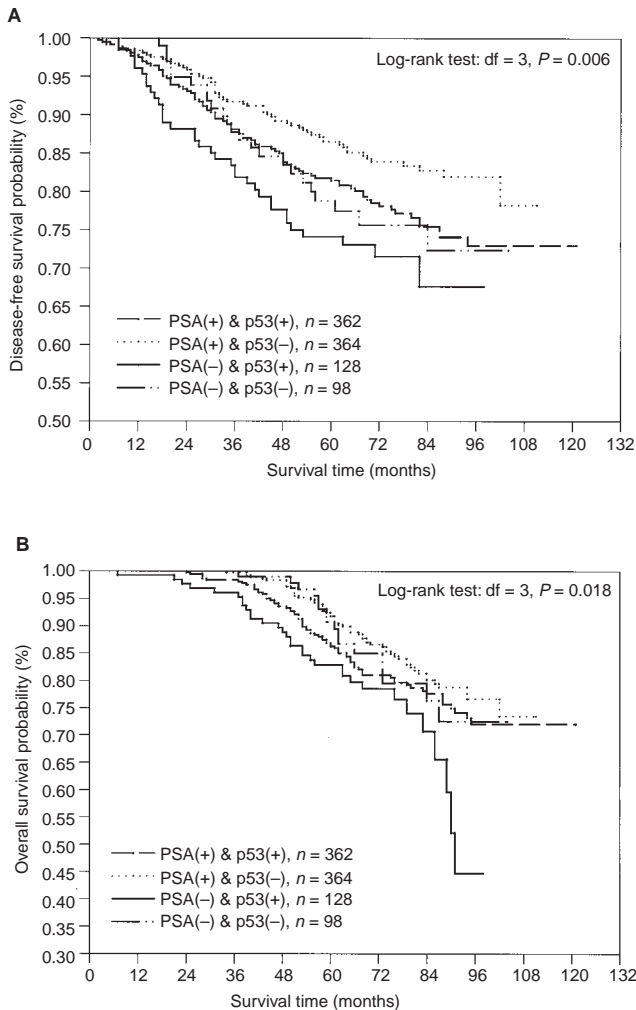 A
Log-rank test: df = 3, P = 0.006
Disease-free survival probability (%)
1.00
0.95
0.90
0.85
0.80
0.75
0.70
0.65
0.60
0.55
0.50
PSA(+) & p53(+), n = 362
PSA(+) & p53(–), n = 364
PSA(–) & p53(+), n = 128
PSA(–) & p53(–), n = 98
0 12 24 36 48 60 72 84 96 108 120 132
Survival time (months)
B
Log-rank test: df = 3, P = 0.018
Overall survival probability (%)
1.00
0.95
0.90
0.85
0.80
0.75
0.70
0.65
0.60
0.55
0.50
0.45
0.40
0.35
0.30
PSA(+) & p53(+), n = 362
PSA(+) & p53(–), n = 364
PSA(–) & p53(+), n = 128
PSA(–) & p53(–), n = 98
0 12 24 36 48 60 72 84 96 108 120 132
Survival time (months)